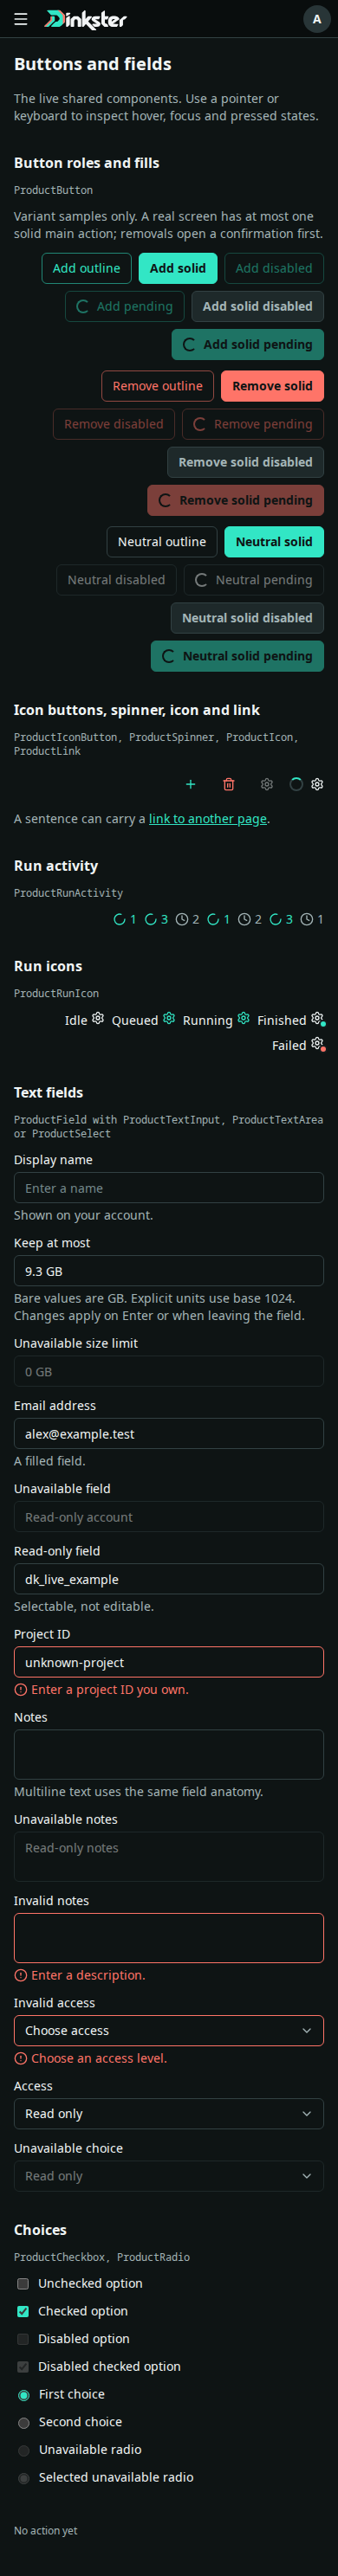 Dinkster
A
Buttons and fields
The live shared components. Use a pointer or
keyboard to inspect hover, focus and pressed states.
Button roles and fills
ProductButton
Variant samples only. A real screen has at most one
solid main action; removals open a confirmation first.
Add outline Add solid Add disabled
Add pending Add solid disabled
Add solid pending
Remove outline Remove solid
Remove disabled Remove pending
Remove solid disabled
Remove solid pending
Neutral outline Neutral solid
Neutral disabled Neutral pending
Neutral solid disabled
Neutral solid pending
Icon buttons, spinner, icon and link
ProductIconButton, ProductSpinner, ProductIcon,
ProductLink
A sentence can carry a link to another page.
Run activity
ProductRunActivity
1 3 2 1 2 3 1
Run icons
ProductRunIcon
Idle Queued Running Finished
Failed
Text fields
ProductField with ProductTextInput, ProductTextArea
or ProductSelect
Display name
Enter a name
Shown on your account.
Keep at most
9.3 GB
Bare values are GB. Explicit units use base 1024.
Changes apply on Enter or when leaving the field.
Unavailable size limit
0 GB
Email address
alex@example.test
A filled field.
Unavailable field
Read-only account
Read-only field
dk_live_example
Selectable, not editable.
Project ID
unknown-project
Enter a project ID you own.
Notes
Multiline text uses the same field anatomy.
Unavailable notes
Read-only notes
Invalid notes
Enter a description.
Invalid access
Choose access
Choose an access level.
Access
Read only
Unavailable choice
Read only
Choices
ProductCheckbox, ProductRadio
Unchecked option
Checked option
Disabled option
Disabled checked option
First choice
Second choice
Unavailable radio
Selected unavailable radio
No action yet